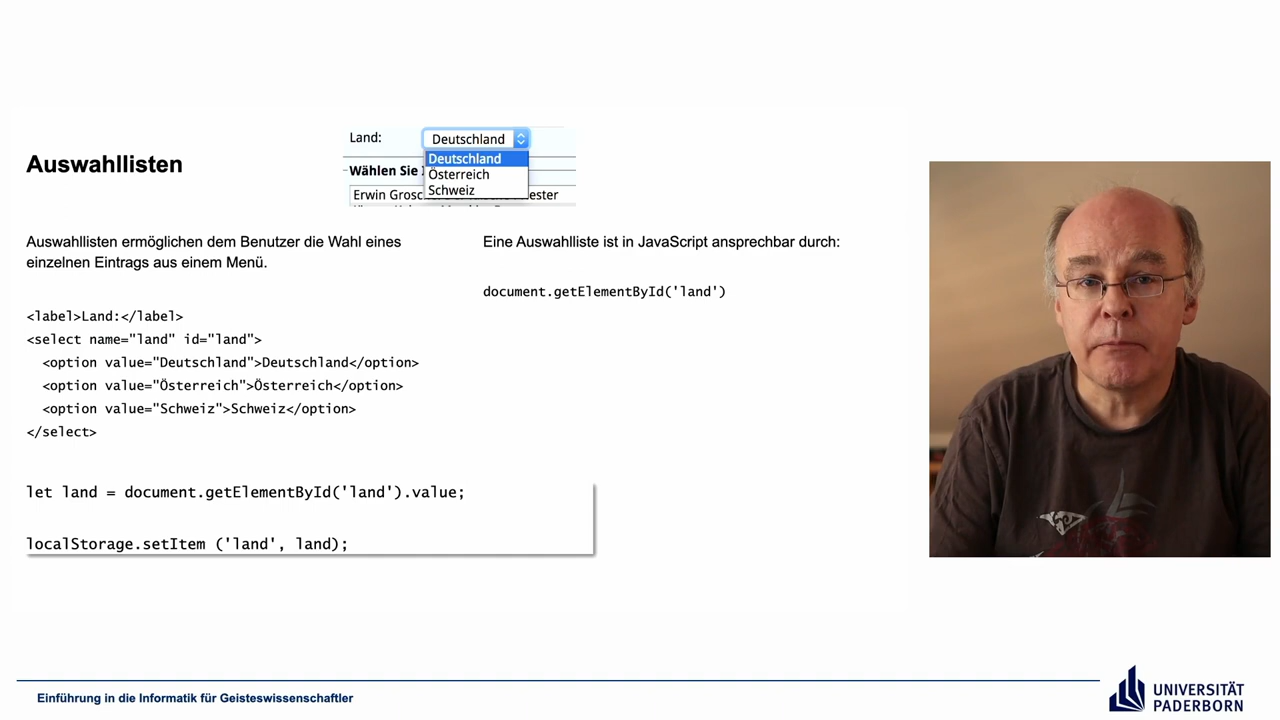 Auswahllisten
Land:
Deutschland
Deutschland
Wählen Sie
Österreich
Schweiz
Erwin Grosc
ester
Auswahllisten ermöglichen dem Benutzer die Wahl eines
einzelnen Eintrags aus einem Menü.
<label>Land:</label>
<select name="land" id="land">
<option value="Deutschland">Deutschland</option>
<option value="Österreich">Österreich</option>
<option value="Schweiz">Schweiz</option>
</select>
Eine Auswahlliste ist in JavaScript ansprechbar durch:
document.getElementById('land')
let land = document.getElementById('land').value;
localStorage.setItem ('land', land);
Einführung in die Informatik für Geisteswissenschaftler
UNIVERSITÄT
PADERBORN